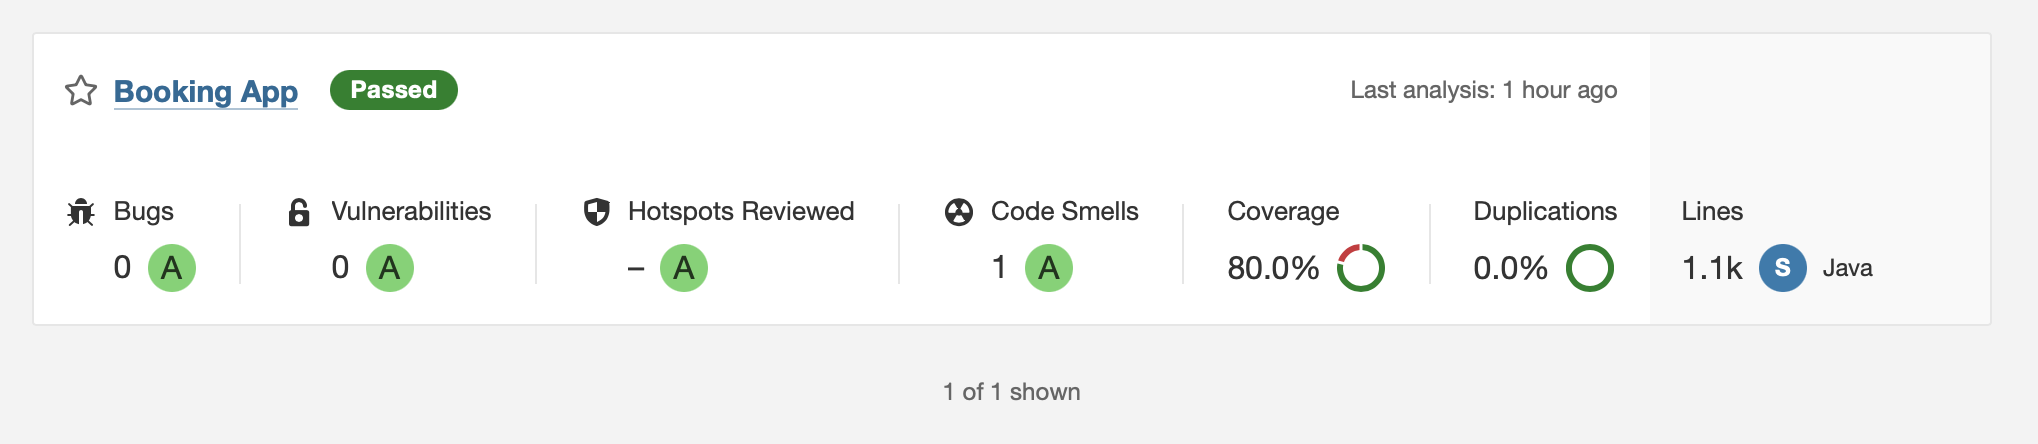 Booking App Passed Last analysis: 1 hour ago
Bugs Vulnerabilities Hotspots Reviewed Code Smells Coverage Duplications Lines
0 A 0 A – A 1 A 80.0% 0.0% 1.1k S Java
1 of 1 shown